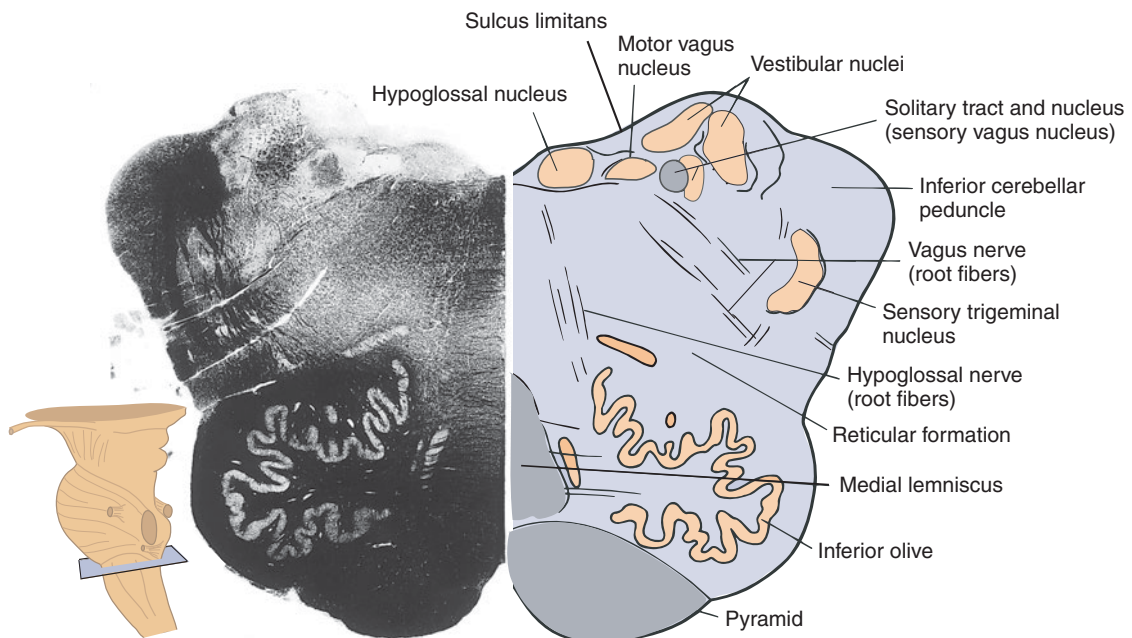 Sulcus limitans
Motor vagus
nucleus
Vestibular nuclei
Hypoglossal nucleus
Solitary tract and nucleus
(sensory vagus nucleus)
Inferior cerebellar
peduncle
Vagus nerve
(root fibers)
Sensory trigeminal
nucleus
Hypoglossal nerve
(root fibers)
Reticular formation
Medial lemniscus
Inferior olive
Pyramid